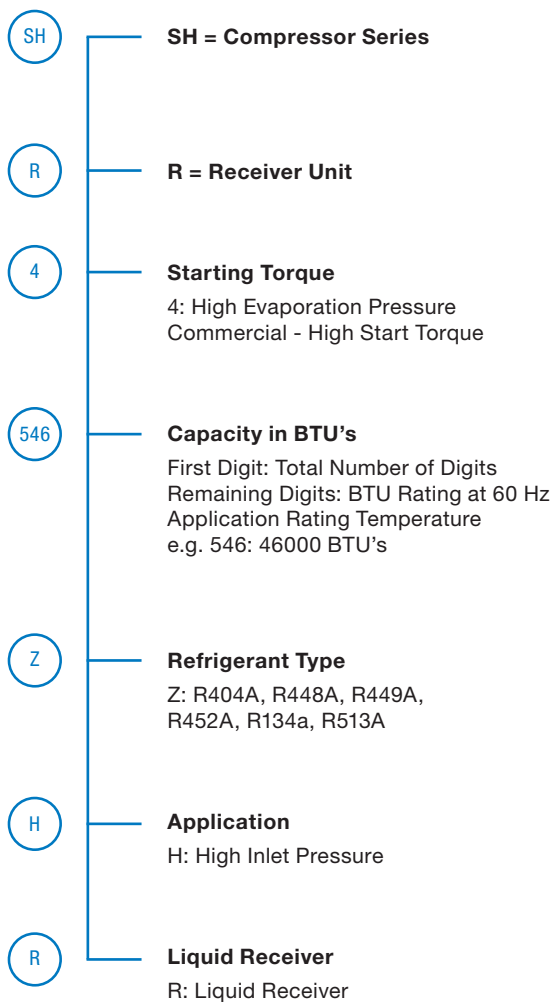 SH
SH = Compressor Series
R
R = Receiver Unit
4
Starting Torque
4: High Evaporation Pressure
Commercial - High Start Torque
546
Capacity in BTU's
First Digit: Total Number of Digits
Remaining Digits: BTU Rating at 60 Hz
Application Rating Temperature
e.g. 546: 46000 BTU's
Z
Refrigerant Type
Z: R404A, R448A, R449A,
R452A, R134a, R513A
H
Application
H: High Inlet Pressure
R
Liquid Receiver
R: Liquid Receiver